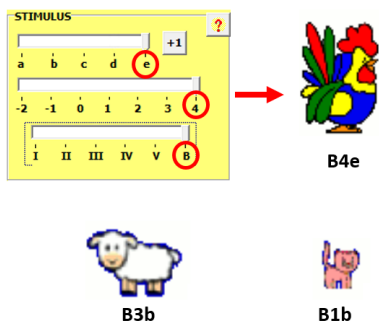 STIMULUS
?
+1
a b c d e
-2 -1 0 1 2 3 4
I II III IV V B
B4e
B3b B1b